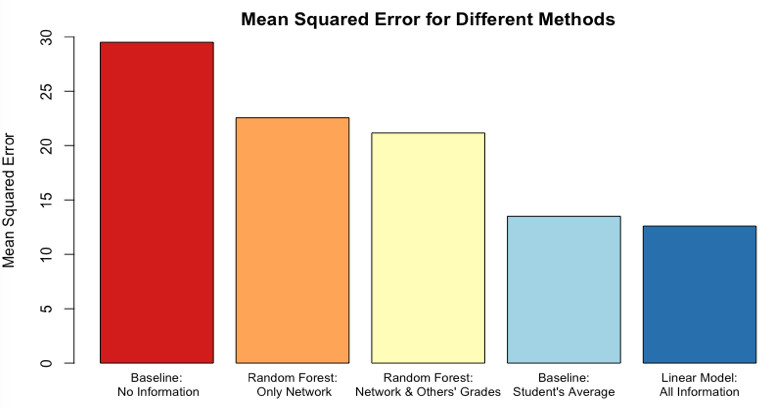 Mean Squared Error for Different Methods
Mean Squared Error
30
25
20
15
10
5
0
Baseline:
No Information
Random Forest:
Only Network
Random Forest:
Network & Others' Grades
Baseline:
Student's Average
Linear Model:
All Information